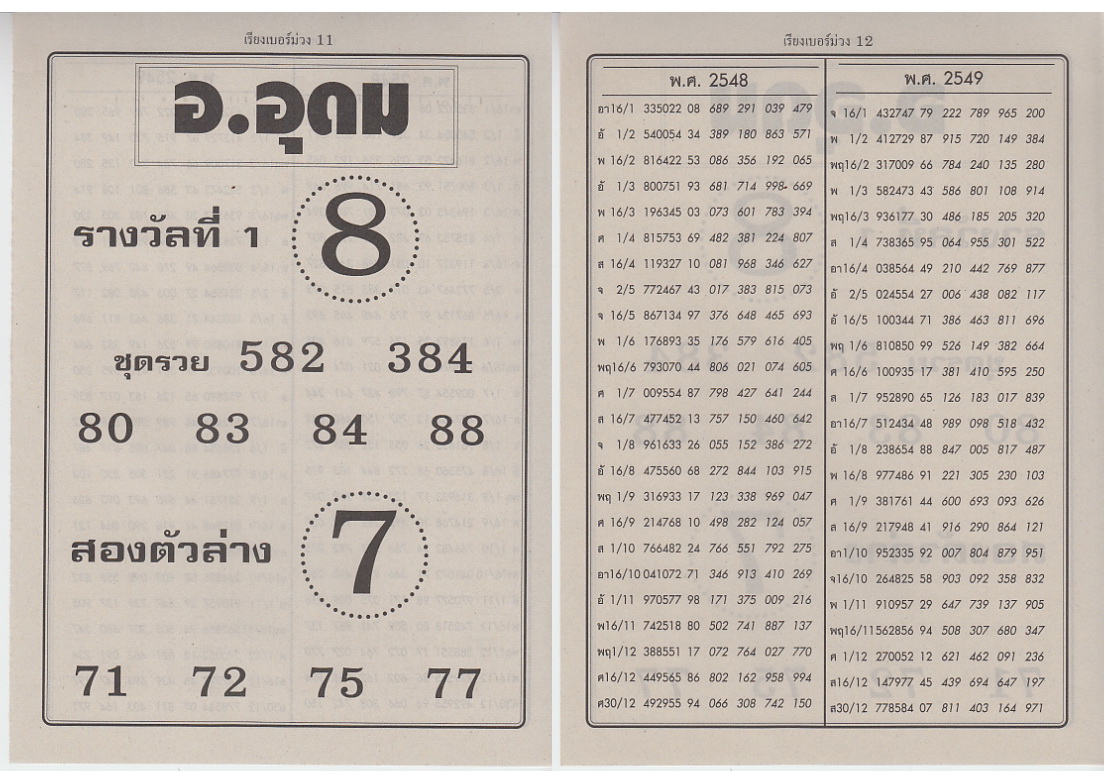 เรียงเบอร์ม่วง 11
อ.อุดม
รางวัลที่ 1 8
ชุดรวย 582 384
80 83 84 88
สองตัวล่าง 7
71 72 75 77
เรียงเบอร์ม่วง 12
พ.ศ. 2548
อา16/1 335022 08 689 291 039 479
อั 1/2 540054 34 389 180 863 571
พ 16/2 816422 53 086 356 192 065
อั 1/3 800751 93 681 714 998 669
พ 16/3 196345 03 073 601 783 394
ศ 1/4 815753 69 482 381 224 807
ส 16/4 119327 10 081 968 346 627
จ 2/5 772467 43 017 383 815 073
จ 16/5 867134 97 376 648 465 693
พ 1/6 176893 35 176 579 616 405
พฤ16/6 793070 44 806 021 074 605
ศ 1/7 009554 87 798 427 641 244
ส 16/7 477452 13 757 150 460 642
จ 1/8 961633 26 055 152 386 272
อั 16/8 475560 68 272 844 103 915
พฤ 1/9 316933 17 123 338 969 047
ศ 16/9 214768 10 498 282 124 057
ส 1/10 766482 24 766 551 792 275
อา16/10 041072 71 346 913 410 269
อั 1/11 970577 98 171 375 009 216
พ16/11 742518 80 502 741 887 137
พฤ1/12 388551 17 072 764 027 770
ศ16/12 449565 86 802 162 958 994
ศ30/12 492955 94 066 308 742 150
พ.ศ. 2549
จ 16/1 432747 79 222 789 965 200
พ 1/2 412729 87 915 720 149 384
พฤ16/2 317009 66 784 240 135 280
พ 1/3 582473 43 586 801 108 914
พฤ16/3 936177 30 486 185 205 320
ส 1/4 738365 95 064 955 301 522
อา16/4 038564 49 210 442 769 877
อั 2/5 024554 27 006 438 082 117
อั 16/5 100344 71 386 463 811 696
พฤ 1/6 810850 99 526 149 382 664
ศ 16/6 100935 17 381 410 595 250
ส 1/7 952890 65 126 183 017 839
อา16/7 512434 48 989 098 518 432
อั 1/8 238654 88 847 005 817 487
พ 16/8 977486 91 221 305 230 103
ศ 1/9 381761 44 600 693 093 626
ส 16/9 217948 41 916 290 864 121
อา1/10 952335 92 007 804 879 951
จ16/10 264825 58 903 092 358 832
พ 1/11 910957 29 647 739 137 905
พฤ16/11 562856 94 508 307 680 347
ศ 1/12 270052 12 621 462 091 236
ส16/12 147977 45 439 694 647 197
ส30/12 778584 07 811 403 164 971